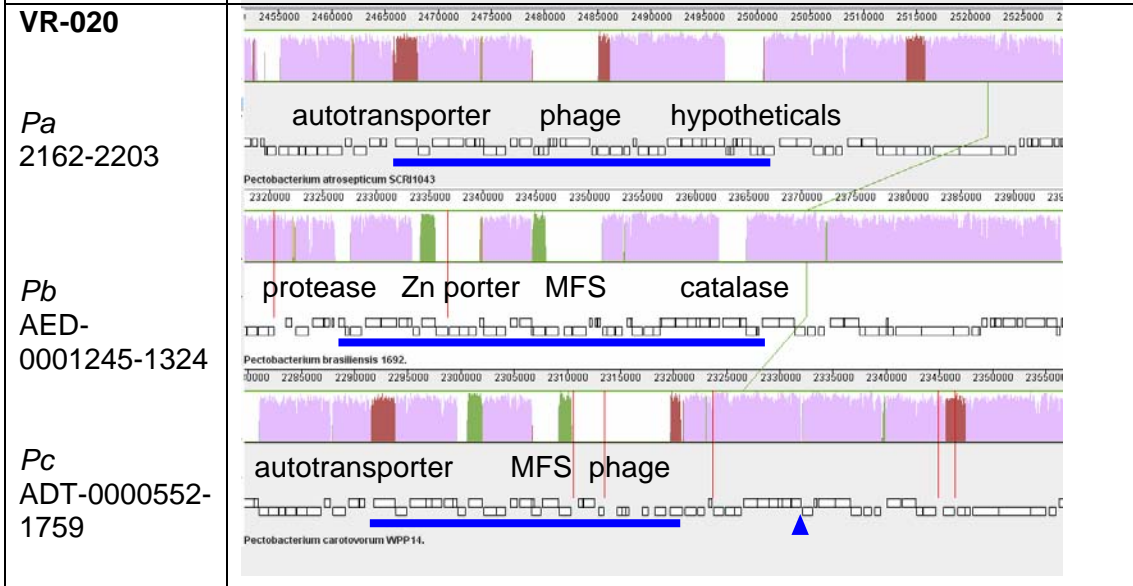 VR-020
2455000 2460000 2465000 2470000 2475000 2480000 2485000 2490000 2495000 2500000 2505000 2510000 2515000 2520000 2525000
Pa
2162-2203
autotransporter phage hypotheticals
Pectobacterium atrosepticum SCRI1043
2320000 2325000 2330000 2335000 2340000 2345000 2350000 2355000 2360000 2365000 2370000 2375000 2380000 2385000 2390000
Pb
AED-
0001245-1324
protease Zn porter MFS catalase
Pectobacterium brasiliensis 1692.
2285000 2290000 2295000 2300000 2305000 2310000 2315000 2320000 2325000 2330000 2335000 2340000 2345000 2350000 2355000
Pc
ADT-0000552-
1759
autotransporter MFS phage
Pectobacterium carotovorum WPP14.